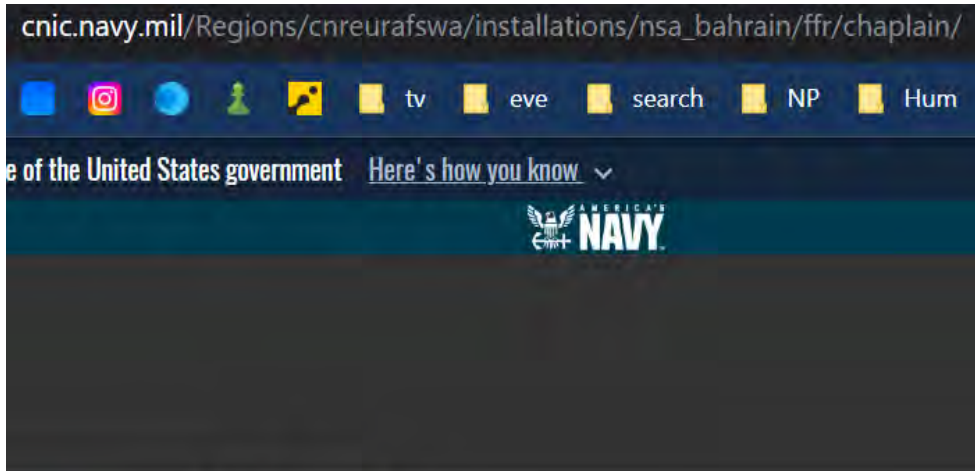 cnic.navy.mil/Regions/cnreurafswa/installations/nsa_bahrain/ffr/chaplain/
tv eve search NP Hum
e of the United States government Here's how you know
AMERICA'S
NAVY